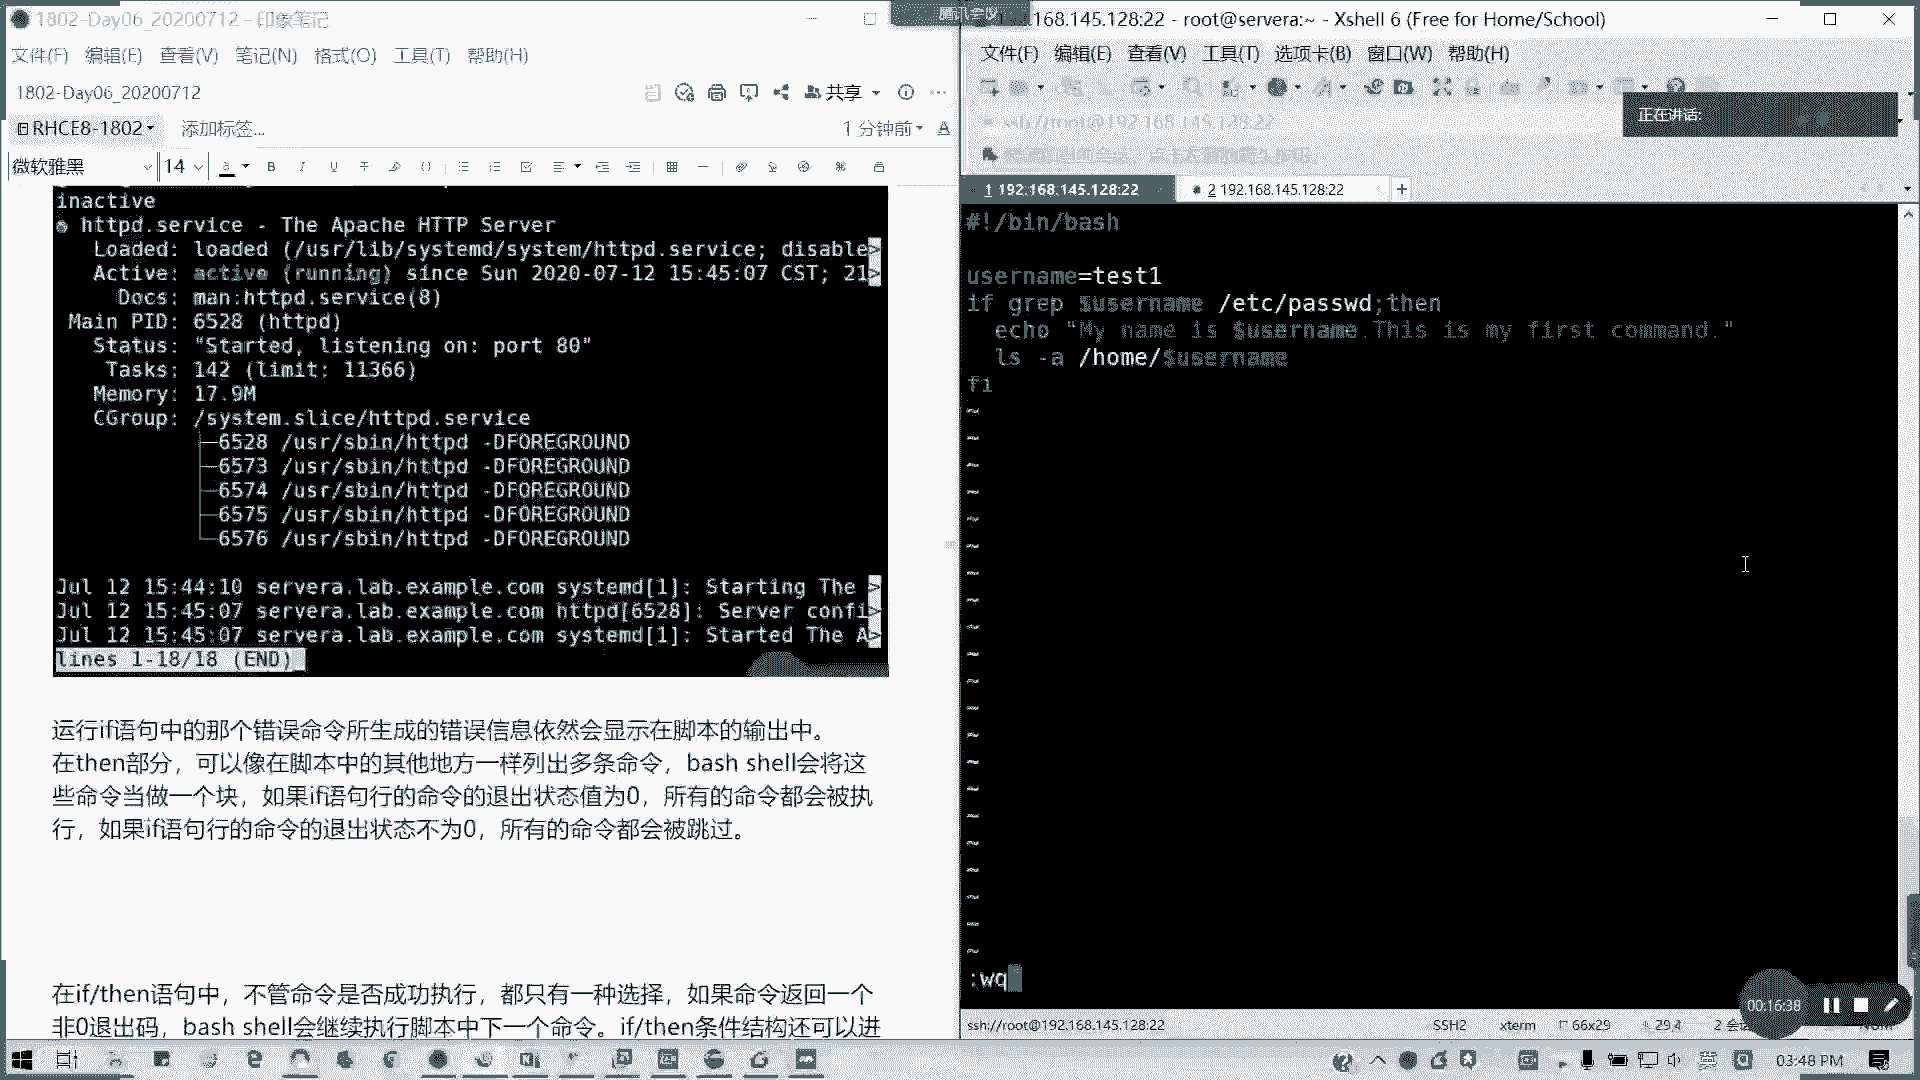 1802-Day06_20200712 - 印象笔记
文件(F) 编辑(E) 查看(V) 笔记(N) 格式(O) 工具(T) 帮助(H)
1802-Day06_20200712
共享
RHCE8-1802
添加标签...
1 分钟前
微软雅黑 14
inactive
httpd.service - The Apache HTTP Server
Loaded: loaded (/usr/lib/systemd/system/httpd.service; disable>
Active: active (running) since Sun 2020-07-12 15:45:07 CST; 21>
Docs: man:httpd.service(8)
Main PID: 6528 (httpd)
Status: "Started, listening on: port 80"
Tasks: 142 (limit: 11366)
Memory: 17.9M
CGroup: /system.slice/httpd.service
├─6528 /usr/sbin/httpd -DFOREGROUND
├─6573 /usr/sbin/httpd -DFOREGROUND
├─6574 /usr/sbin/httpd -DFOREGROUND
├─6575 /usr/sbin/httpd -DFOREGROUND
└─6576 /usr/sbin/httpd -DFOREGROUND
Jul 12 15:44:10 servera.lab.example.com systemd[1]: Starting The >
Jul 12 15:45:07 servera.lab.example.com httpd[6528]: Server confi>
Jul 12 15:45:07 servera.lab.example.com systemd[1]: Started The A>
lines 1-18/18 (END)
运行if语句中的那个错误命令所生成的错误信息依然会显示在脚本的输出中。
在then部分，可以像在脚本中的其他地方一样列出多条命令，bash shell会将这
些命令当做一个块，如果if语句行的命令的退出状态值为0，所有的命令都会被执
行，如果if语句行的命令的退出状态不为0，所有的命令都会被跳过。
在if/then语句中，不管命令是否成功执行，都只有一种选择，如果命令返回一个
非0退出码，bash shell会继续执行脚本中下一个命令。if/then条件结构还可以进
腾讯会议
192.168.145.128:22 - root@servera:~ - Xshell 6 (Free for Home/School)
文件(F) 编辑(E) 查看(V) 工具(T) 选项卡(B) 窗口(W) 帮助(H)
正在讲话:
ssh://root@192.168.145.128:22
1 192.168.145.128:22
2 192.168.145.128:22
#!/bin/bash
username=test1
if grep $username /etc/passwd;then
echo "My name is $username.This is my first command."
ls -a /home/$username
fi
:wq
00:16:38
ssh://root@192.168.145.128:22
SSH2 xterm 66x29 29,4
英
03:48 PM